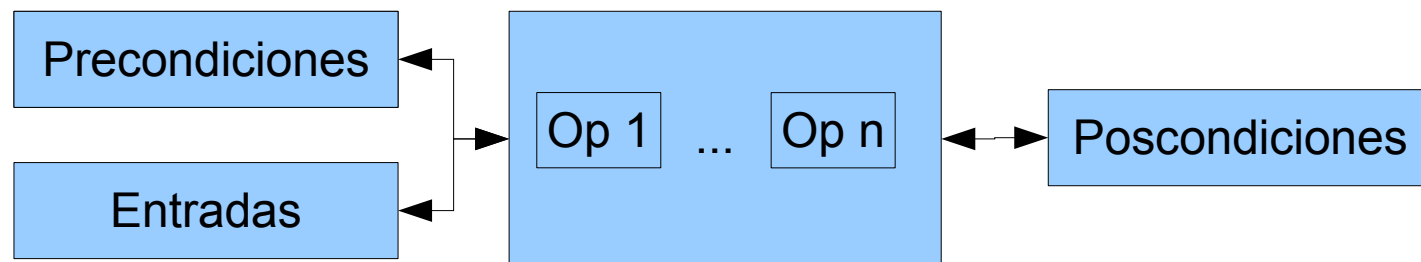 Precondiciones
Entradas
Op 1 ... Op n
Poscondiciones